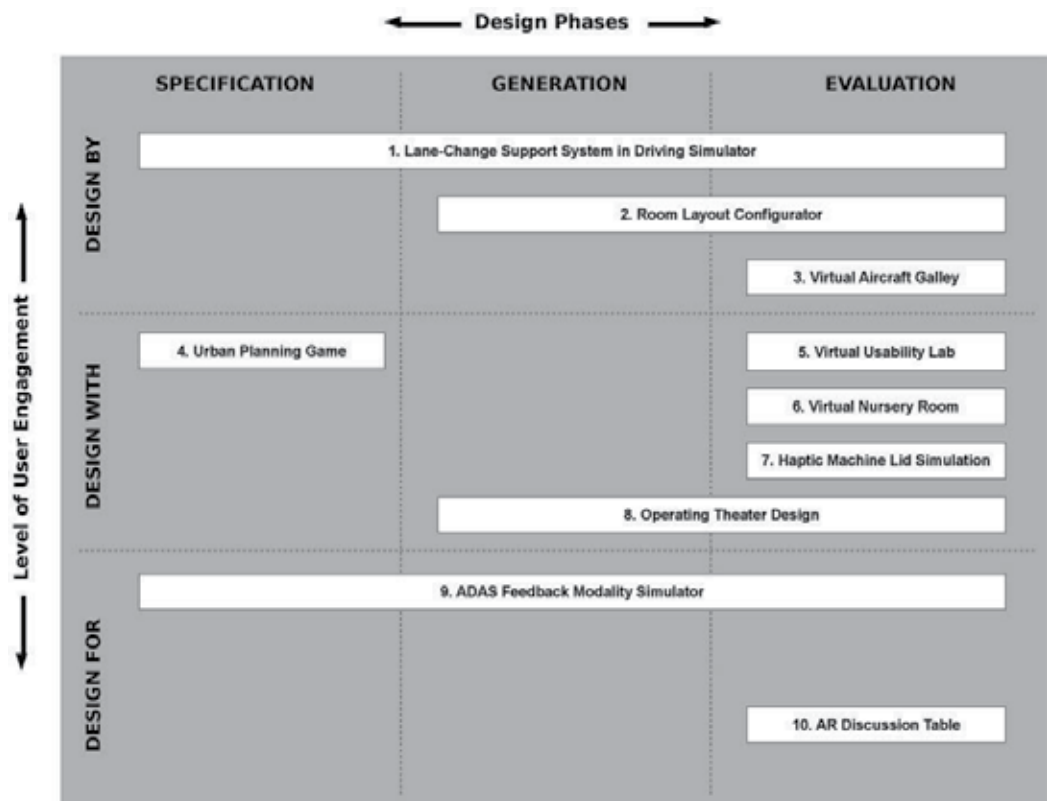 Design Phases
SPECIFICATION GENERATION EVALUATION
Level of User Engagement
DESIGN BY
1. Lane-Change Support System in Driving Simulator
2. Room Layout Configurator
3. Virtual Aircraft Galley
DESIGN WITH
4. Urban Planning Game
5. Virtual Usability Lab
6. Virtual Nursery Room
7. Haptic Machine Lid Simulation
8. Operating Theater Design
DESIGN FOR
9. ADAS Feedback Modality Simulator
10. AR Discussion Table